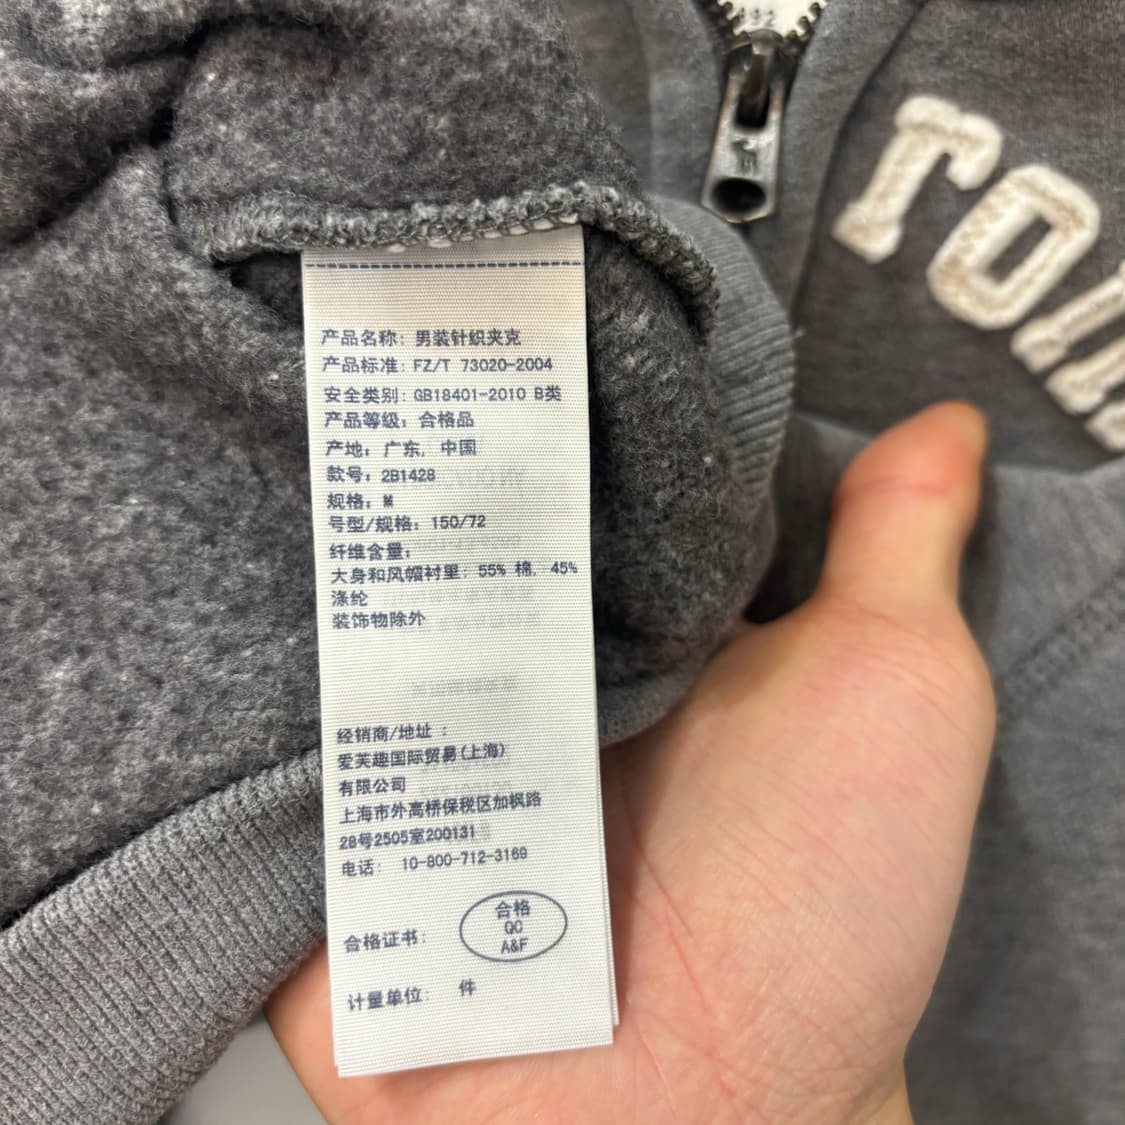 TOR
产品名称: 男装针织夹克
产品标准: FZ/T 73020-2004
安全类别: GB18401-2010 B类
产品等级: 合格品
产地: 广东, 中国
款号: 2B1428
规格: M
号型/规格: 150/72
纤维含量:
大身和风帽衬里: 55% 棉, 45%
涤纶
装饰物除外
经销商/地址 :
爱芙趣国际贸易(上海)
有限公司
上海市外高桥保税区加枫路
28号2505室200131
电话: 10-800-712-3169
合格证书:
合格
QC
A&F
计量单位: 件